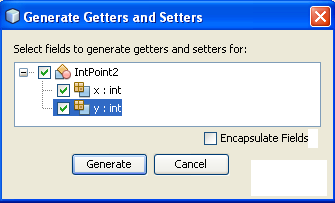 Generate Getters and Setters
Select fields to generate getters and setters for:
IntPoint2
x : int
y : int
Encapsulate Fields
Generate Cancel